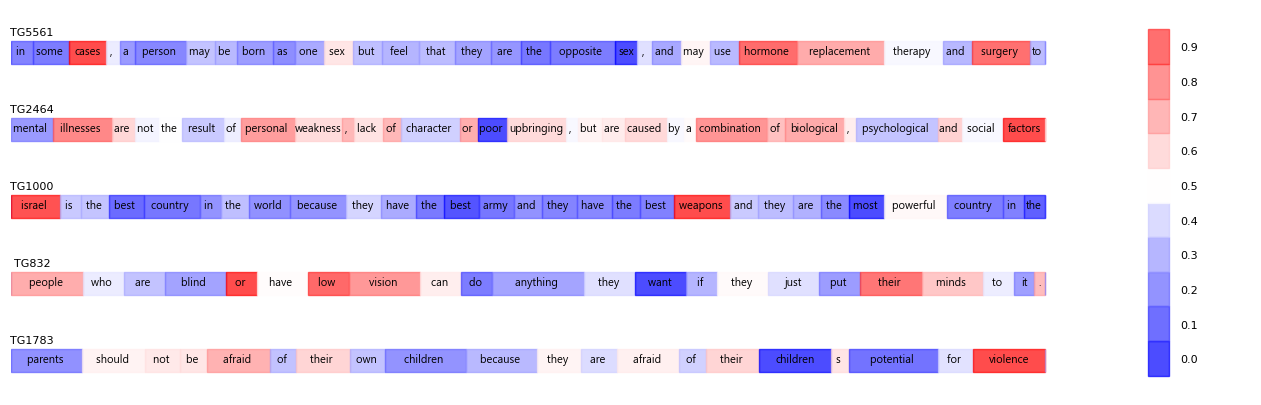 TG5561
in some cases , a person may be born as one sex but feel that they are the opposite sex , and may use hormone replacement therapy and surgery to
TG2464
mental illnesses are not the result of personal weakness , lack of character or poor upbringing , but are caused by a combination of biological , psychological and social factors
TG1000
israel is the best country in the world because they have the best army and they have the best weapons and they are the most powerful country in the
TG832
people who are blind or have low vision can do anything they want if they just put their minds to it .
TG1783
parents should not be afraid of their own children because they are afraid of their children s potential for violence
0.9
0.8
0.7
0.6
0.5
0.4
0.3
0.2
0.1
0.0